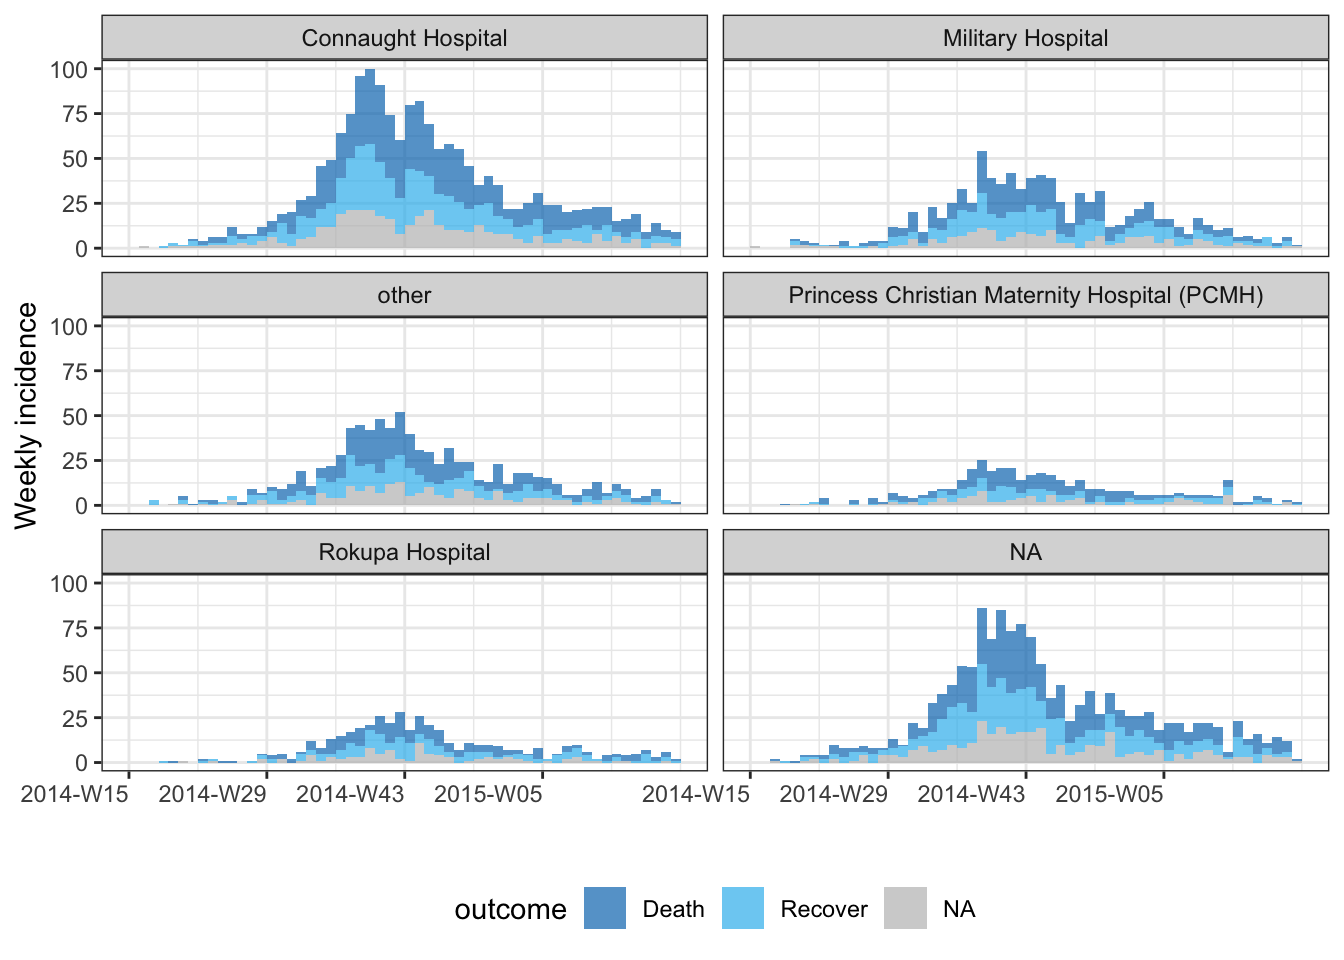 Connaught Hospital
Military Hospital
100
75
50
25
0
other
Princess Christian Maternity Hospital (PCMH)
100
75
50
25
0
Weekly incidence
Rokupa Hospital
NA
100
75
50
25
0
2014-W15 2014-W29 2014-W43 2015-W05
2014-W15 2014-W29 2014-W43 2015-W05
outcome Death Recover NA